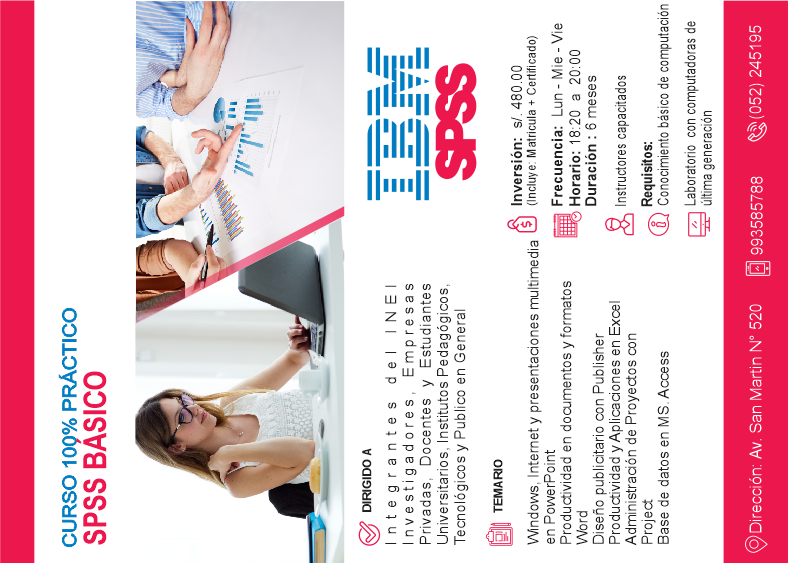 CURSO 100% PRÁCTICO
SPSS BÁSICO
IBM
SPSS
DIRIGIDO A
Integrantes del INEI
Investigadores, Empresas
Privadas, Docentes y Estudiantes
Universitarios, Institutos Pedagógicos,
Tecnológicos y Publico en General
Inversión: s/. 480.00
(Incluye: Matricula + Certificado)
Frecuencia: Lun - Mie - Vie
Horario: 18:20 a 20:00
Duración : 6 meses
Instructores capacitados
Requisitos:
Conocimiento básico de computación
Laboratorio con computadoras de
última generación
TEMARIO
Windows, Internet y presentaciones multimedia
en PowerPoint
Productividad en documentos y formatos
Word
Diseño publicitario con Publisher
Productividad y Aplicaciones en Excel
Administración de Proyectos con
Project
Base de datos en MS. Access
Dirección: Av. San Martin N° 520
993585788
(052) 245195